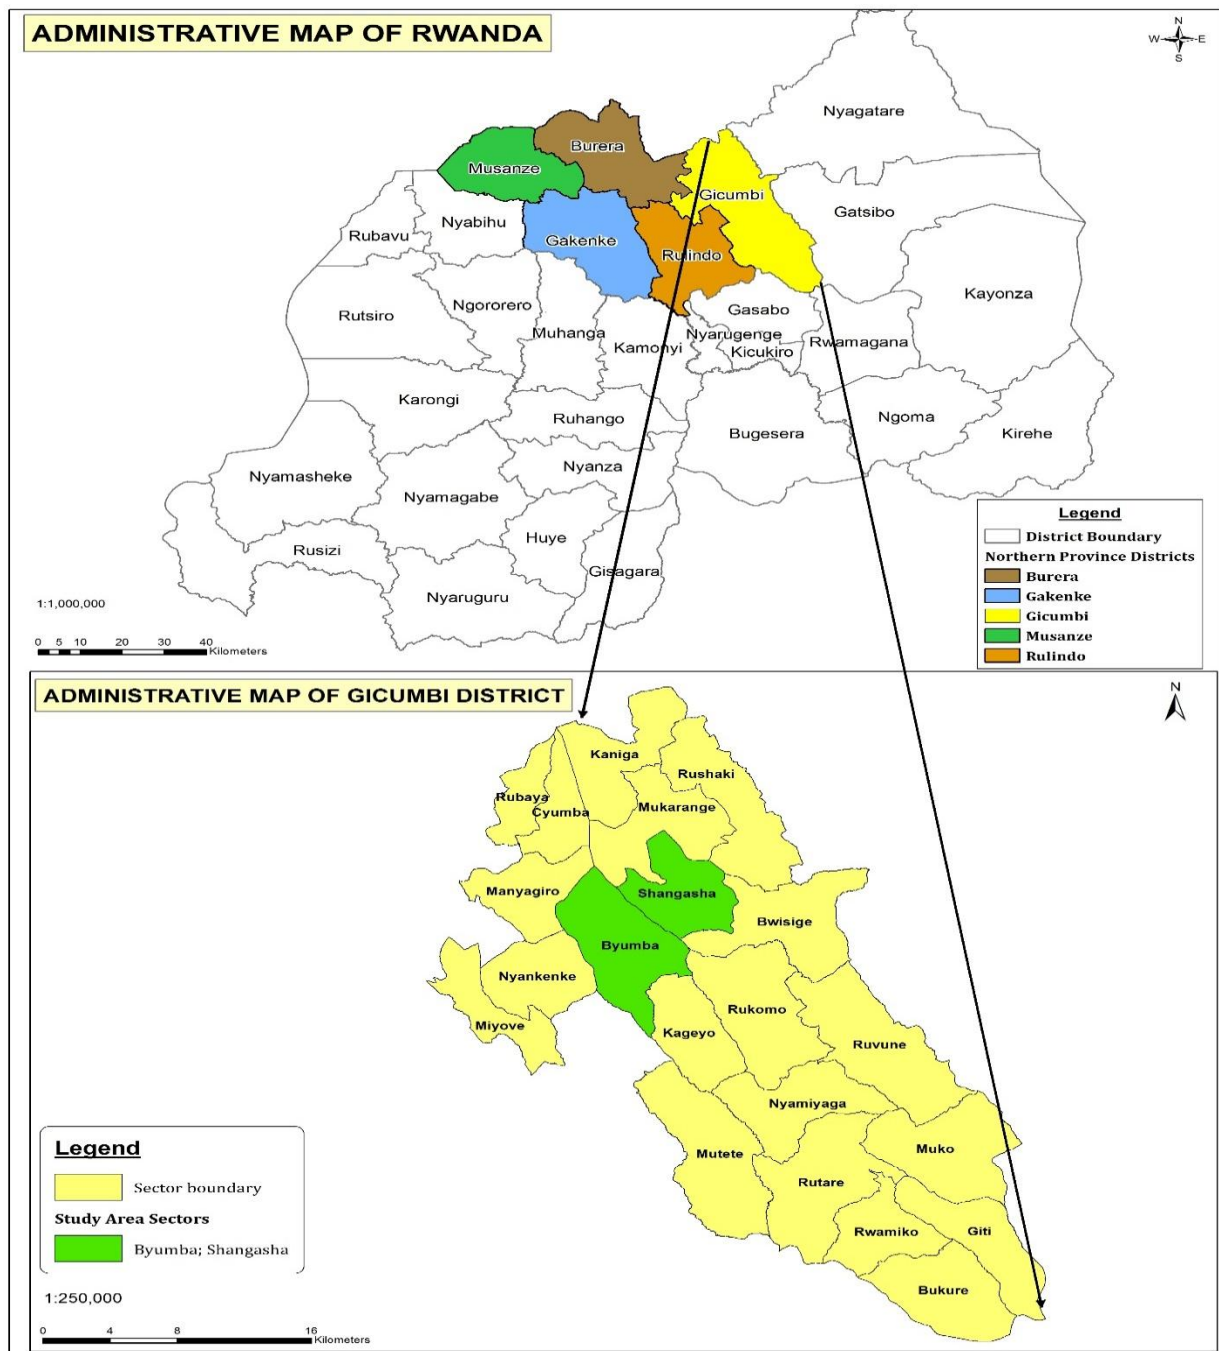 ADMINISTRATIVE MAP OF RWANDA
N
W E
S
Nyagatare
Burera
Musanze
Gicumbi
Gatsibo
Nyabihu
Rubavu
Gakenke
Rulindo
Kayonza
Ngororero
Gasabo
Rutsiro
Muhanga
Nyarugenge
Kamonyi
Kicukiro
Rwamagana
Karongi
Ruhango
Ngoma
Bugesera
Kirehe
Nyanza
Nyamasheke
Nyamagabe
Huye
Rusizi
Gisagara
Nyaruguru
Legend
District Boundary
Northern Province Districts
Burera
Gakenke
Gicumbi
Musanze
Rulindo
1:1,000,000
0 5 10 20 30 40
Kilometers
ADMINISTRATIVE MAP OF GICUMBI DISTRICT
N
Kaniga
Rushaki
Rubaya
Mukarange
Cyumba
Manyagiro
Shangasha
Bwisige
Byumba
Nyankenke
Rukomo
Miyove
Kageyo
Ruvune
Nyamiyaga
Muko
Mutete
Rutare
Rwamiko
Giti
Bukure
Legend
Sector boundary
Study Area Sectors
Byumba; Shangasha
1:250,000
0 4 8 16
Kilometers